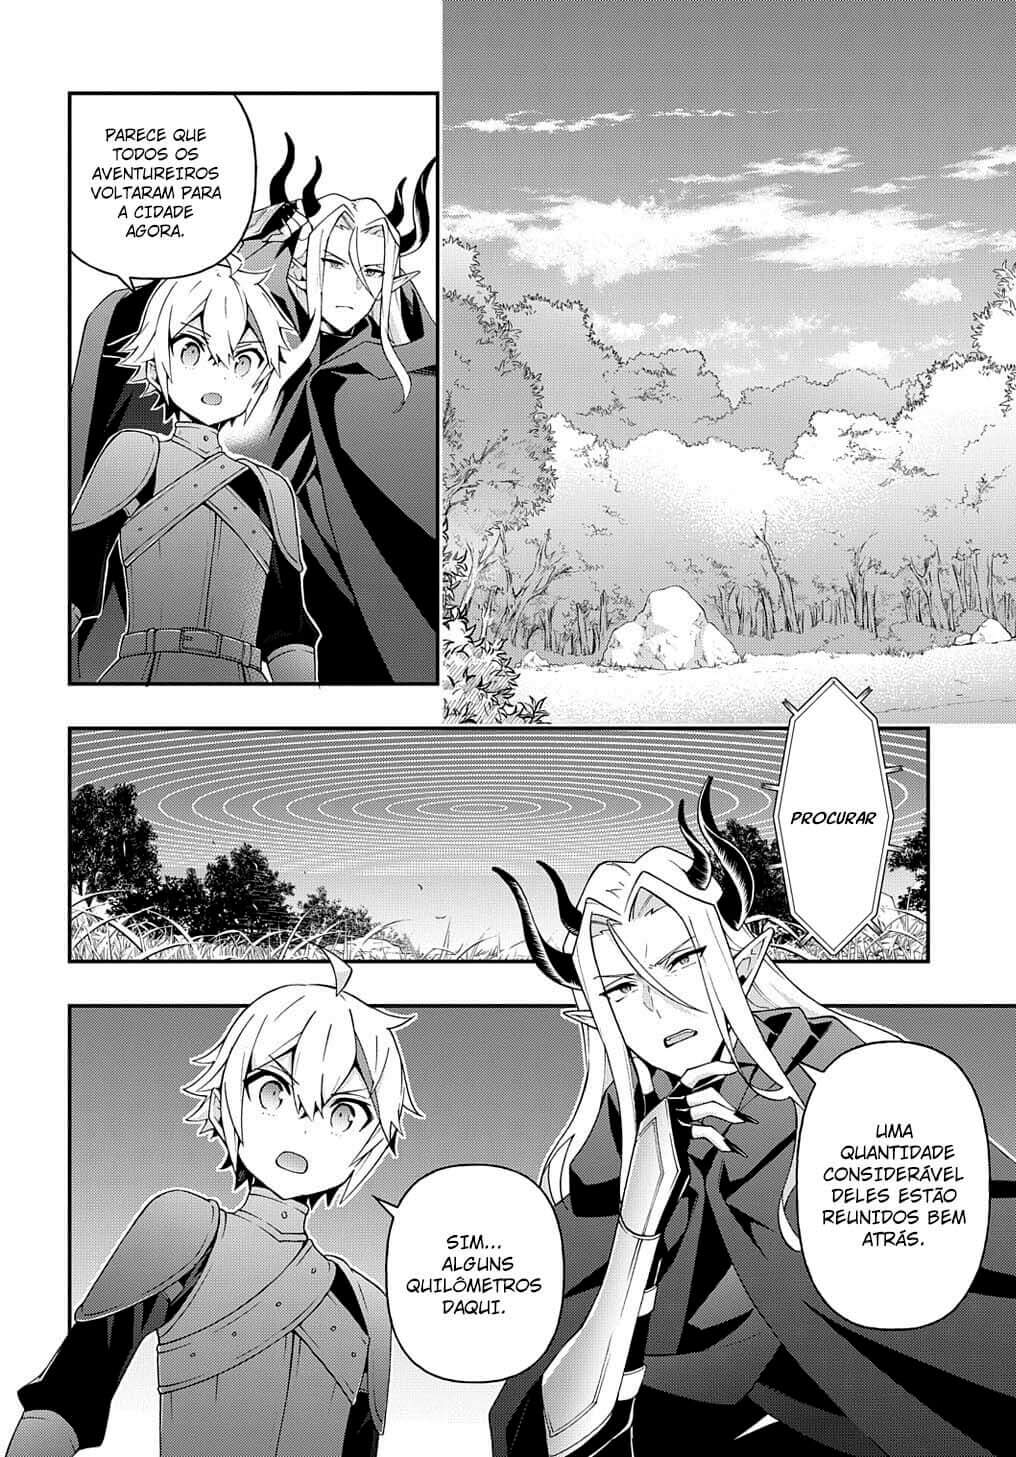 PARECE QUE
TODOS OS
AVENTUREIROS
VOLTARAM PARA
A CIDADE
AGORA.
PROCURAR
UMA
QUANTIDADE
CONSIDERÁVEL
DELES ESTÃO
REUNIDOS BEM
ATRÁS.
SIM...
ALGUNS
QUILÔMETROS
DAQUI.